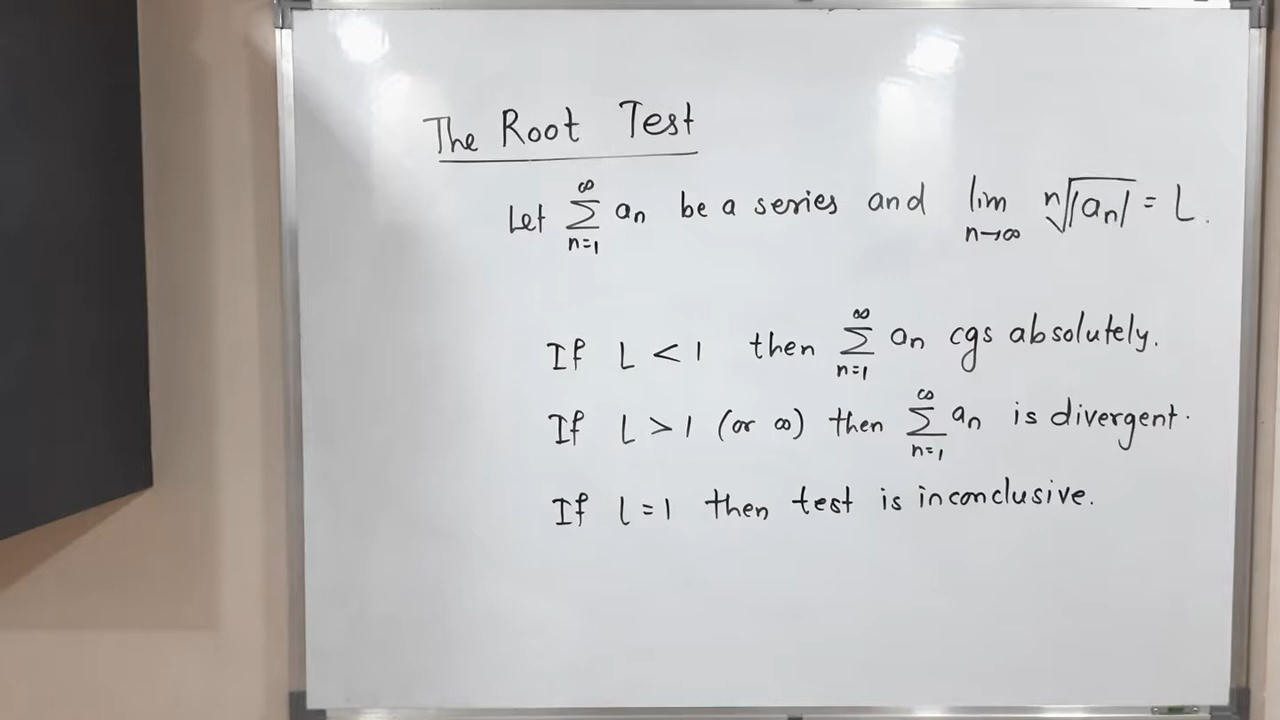 The Root Test
Let ∞∑n=1 an be a series and lim n→∞ n√|an| = L.
If L < 1 then ∞∑n=1 an cgs absolutely.
If L > 1 (or ∞) then ∞∑n=1 an is divergent.
If L = 1 then test is inconclusive.